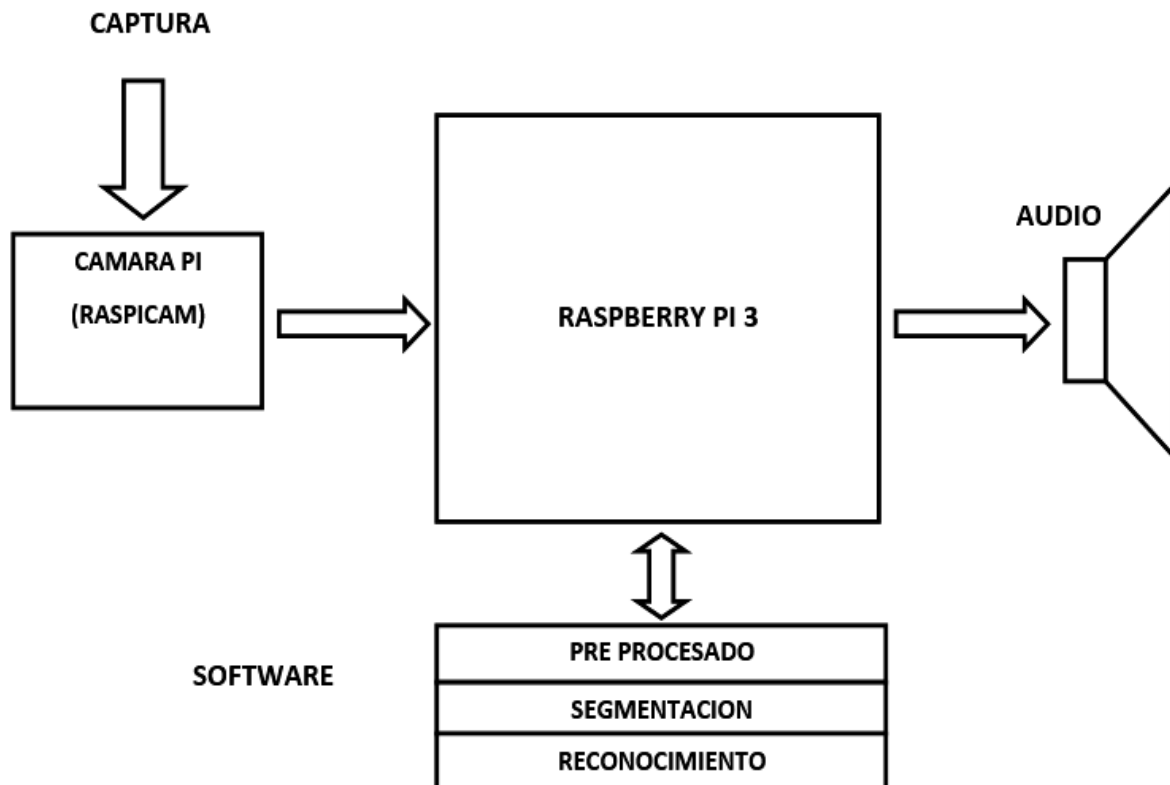 CAPTURA
CAMARA PI
(RASPICAM)
RASPBERRY PI 3
AUDIO
SOFTWARE
PRE PROCESADO
SEGMENTACION
RECONOCIMIENTO